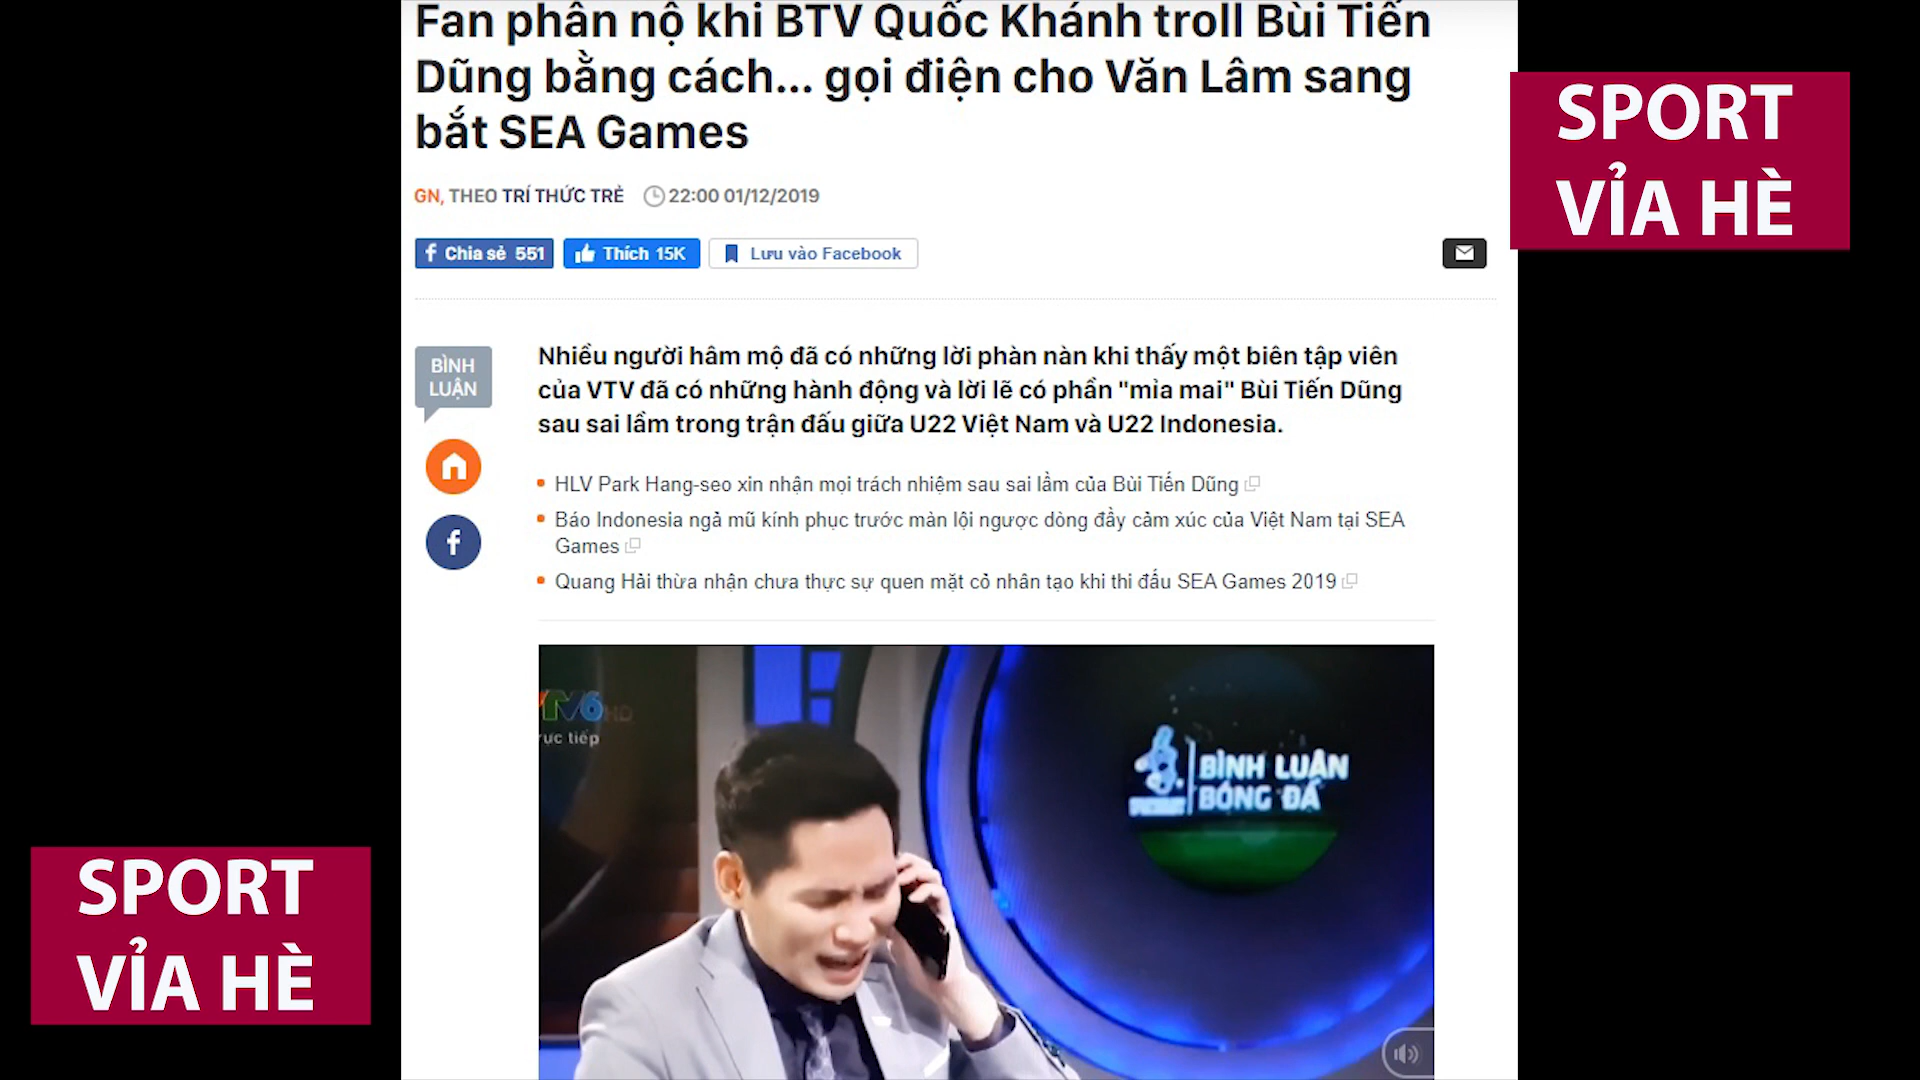 Fan phẫn nộ khi BTV Quốc Khánh troll Bùi Tiến
Dũng bằng cách... gọi điện cho Văn Lâm sang
bắt SEA Games
GN, THEO TRÍ THỨC TRẺ 22:00 01/12/2019
Chia sẻ 551 Thích 15K Lưu vào Facebook
SPORT
VỈA HÈ
BÌNH
LUẬN
Nhiều người hâm mộ đã có những lời phàn nàn khi thấy một biên tập viên
của VTV đã có những hành động và lời lẽ có phần "mỉa mai" Bùi Tiến Dũng
sau sai lầm trong trận đấu giữa U22 Việt Nam và U22 Indonesia.
HLV Park Hang-seo xin nhận mọi trách nhiệm sau sai lầm của Bùi Tiến Dũng
Báo Indonesia ngả mũ kính phục trước màn lội ngược dòng đầy cảm xúc của Việt Nam tại SEA
Games
Quang Hải thừa nhận chưa thực sự quen mặt cỏ nhân tạo khi thi đấu SEA Games 2019
VTV6 HD
rực tiếp
BÌNH LUẬN
BÓNG ĐÁ
SPORT
VỈA HÈ